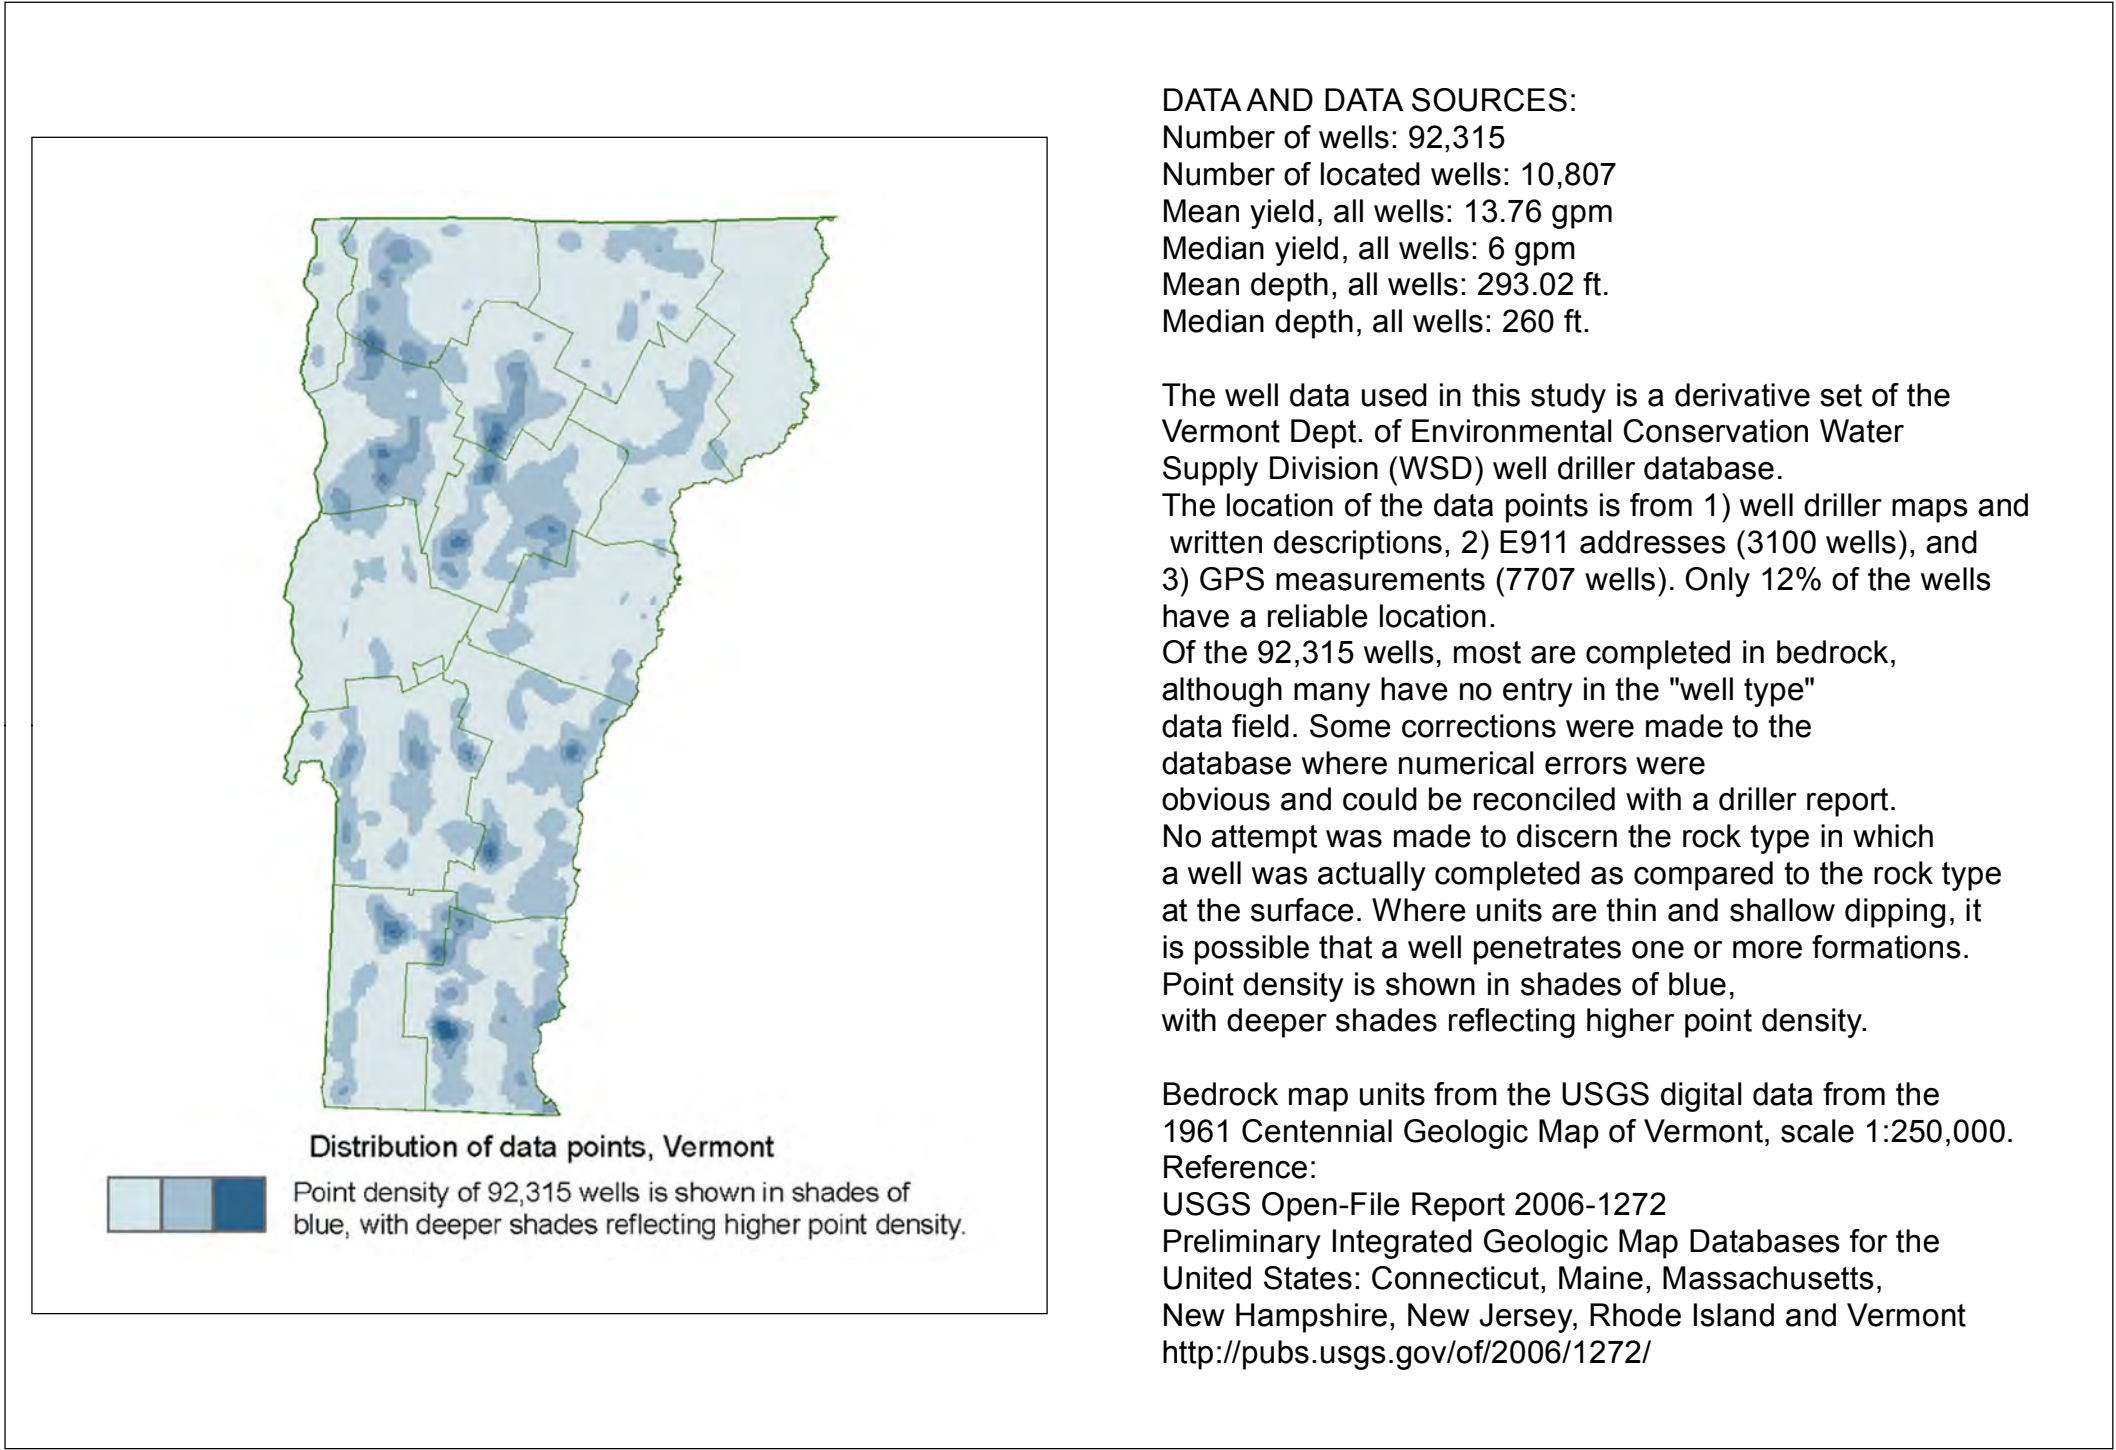 DATA AND DATA SOURCES:
Number of wells: 92,315
Number of located wells: 10,807
Mean yield, all wells: 13.76 gpm
Median yield, all wells: 6 gpm
Mean depth, all wells: 293.02 ft.
Median depth, all wells: 260 ft.
The well data used in this study is a derivative set of the
Vermont Dept. of Environmental Conservation Water
Supply Division (WSD) well driller database.
The location of the data points is from 1) well driller maps and
written descriptions, 2) E911 addresses (3100 wells), and
3) GPS measurements (7707 wells). Only 12% of the wells
have a reliable location.
Of the 92,315 wells, most are completed in bedrock,
although many have no entry in the "well type"
data field. Some corrections were made to the
database where numerical errors were
obvious and could be reconciled with a driller report.
No attempt was made to discern the rock type in which
a well was actually completed as compared to the rock type
at the surface. Where units are thin and shallow dipping, it
is possible that a well penetrates one or more formations.
Point density is shown in shades of blue,
with deeper shades reflecting higher point density.
Bedrock map units from the USGS digital data from the
1961 Centennial Geologic Map of Vermont, scale 1:250,000.
Reference:
USGS Open-File Report 2006-1272
Preliminary Integrated Geologic Map Databases for the
United States: Connecticut, Maine, Massachusetts,
New Hampshire, New Jersey, Rhode Island and Vermont
http://pubs.usgs.gov/of/2006/1272/
Distribution of data points, Vermont
Point density of 92,315 wells is shown in shades of
blue, with deeper shades reflecting higher point density.